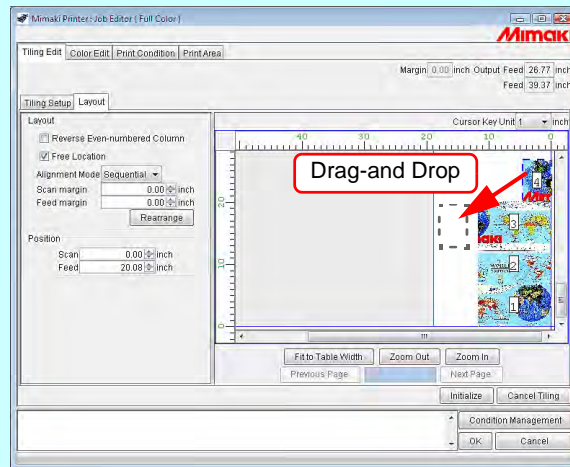 Mimaki Printer : Job Editor ( Full Color )
Mimaki
Tiling Edit Color Edit Print Condition Print Area
Margin 0.00 inch Output Feed 26.77 inch
Feed 39.37 inch
Tiling Setup Layout
Layout
Cursor Key Unit 1 inch
Reverse Even-numbered Column
Free Location
Alignment Mode Sequential
Scan margin 0.00 inch
Feed margin 0.00 inch
Rearrange
Position
Scan 0.00 inch
Feed 20.08 inch
40 30 20 10 0
20
10
0
Drag-and Drop
4
3
2
1
Fit to Table Width Zoom Out Zoom In
Previous Page Next Page
Initialize Cancel Tiling
Condition Management
OK Cancel